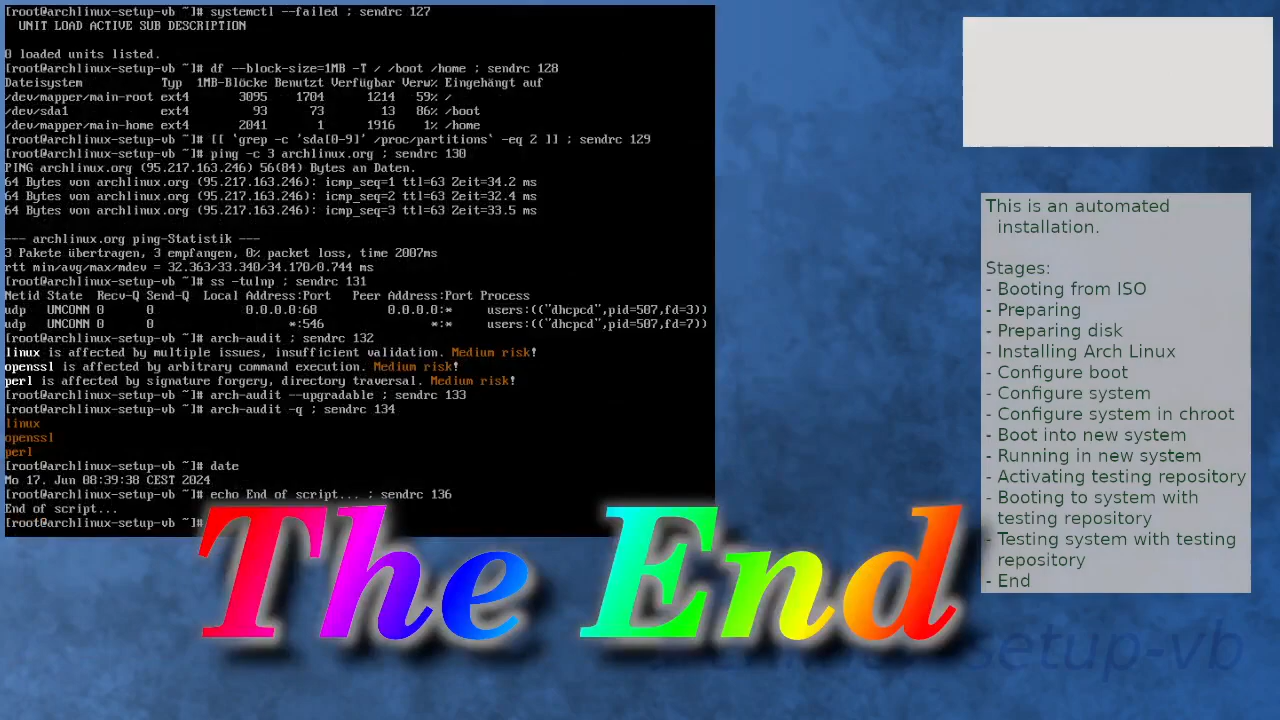 [root@archlinux-setup-vb ~]# systemctl --failed ; sendrc 127
UNIT LOAD ACTIVE SUB DESCRIPTION
0 loaded units listed.
[root@archlinux-setup-vb ~]# df --block-size=1MB -T / /boot /home ; sendrc 128
Dateisystem Typ 1MB-Blöcke Benutzt Verfügbar Verw% Eingehängt auf
/dev/mapper/main-root ext4 3095 1704 1214 59% /
/dev/sda1 ext4 93 73 13 86% /boot
/dev/mapper/main-home ext4 2041 1 1916 1% /home
[root@archlinux-setup-vb ~]# [[ `grep -c 'sda[0-9]' /proc/partitions` -eq 2 ]] ; sendrc 129
[root@archlinux-setup-vb ~]# ping -c 3 archlinux.org ; sendrc 130
PING archlinux.org (95.217.163.246) 56(84) Bytes an Daten.
64 Bytes von archlinux.org (95.217.163.246): icmp_seq=1 ttl=63 Zeit=34.2 ms
64 Bytes von archlinux.org (95.217.163.246): icmp_seq=2 ttl=63 Zeit=32.4 ms
64 Bytes von archlinux.org (95.217.163.246): icmp_seq=3 ttl=63 Zeit=33.5 ms
--- archlinux.org ping-Statistik ---
3 Pakete übertragen, 3 empfangen, 0% packet loss, time 2007ms
rtt min/avg/max/mdev = 32.363/33.340/34.170/0.744 ms
[root@archlinux-setup-vb ~]# ss -tulnp ; sendrc 131
Netid State Recv-Q Send-Q Local Address:Port Peer Address:Port Process
udp UNCONN 0 0 0.0.0.0:68 0.0.0.0:* users:(("dhcpcd",pid=507,fd=3))
udp UNCONN 0 0 *:546 *:* users:(("dhcpcd",pid=507,fd=7))
[root@archlinux-setup-vb ~]# arch-audit ; sendrc 132
linux is affected by multiple issues, insufficient validation. Medium risk!
openssl is affected by arbitrary command execution. Medium risk!
perl is affected by signature forgery, directory traversal. Medium risk!
[root@archlinux-setup-vb ~]# arch-audit --upgradable ; sendrc 133
[root@archlinux-setup-vb ~]# arch-audit -q ; sendrc 134
linux
openssl
perl
[root@archlinux-setup-vb ~]# date
Mo 17. Jun 08:39:38 CEST 2024
[root@archlinux-setup-vb ~]# echo End of script... ; sendrc 136
End of script...
[root@archlinux-setup-vb ~]#
The End
This is an automated
installation.
Stages:
- Booting from ISO
- Preparing
- Preparing disk
- Installing Arch Linux
- Configure boot
- Configure system
- Configure system in chroot
- Boot into new system
- Running in new system
- Activating testing repository
- Booting to system with
testing repository
- Testing system with testing
repository
- End
setup-vb